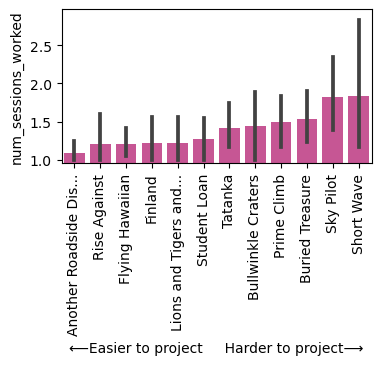 num_sessions_worked
2.5
2.0
1.5
1.0
Another Roadside Dis...
Rise Against
Flying Hawaiian
Finland
Lions and Tigers and...
Student Loan
Tatanka
Bullwinkle Craters
Prime Climb
Buried Treasure
Sky Pilot
Short Wave
⟵Easier to project     Harder to project⟶